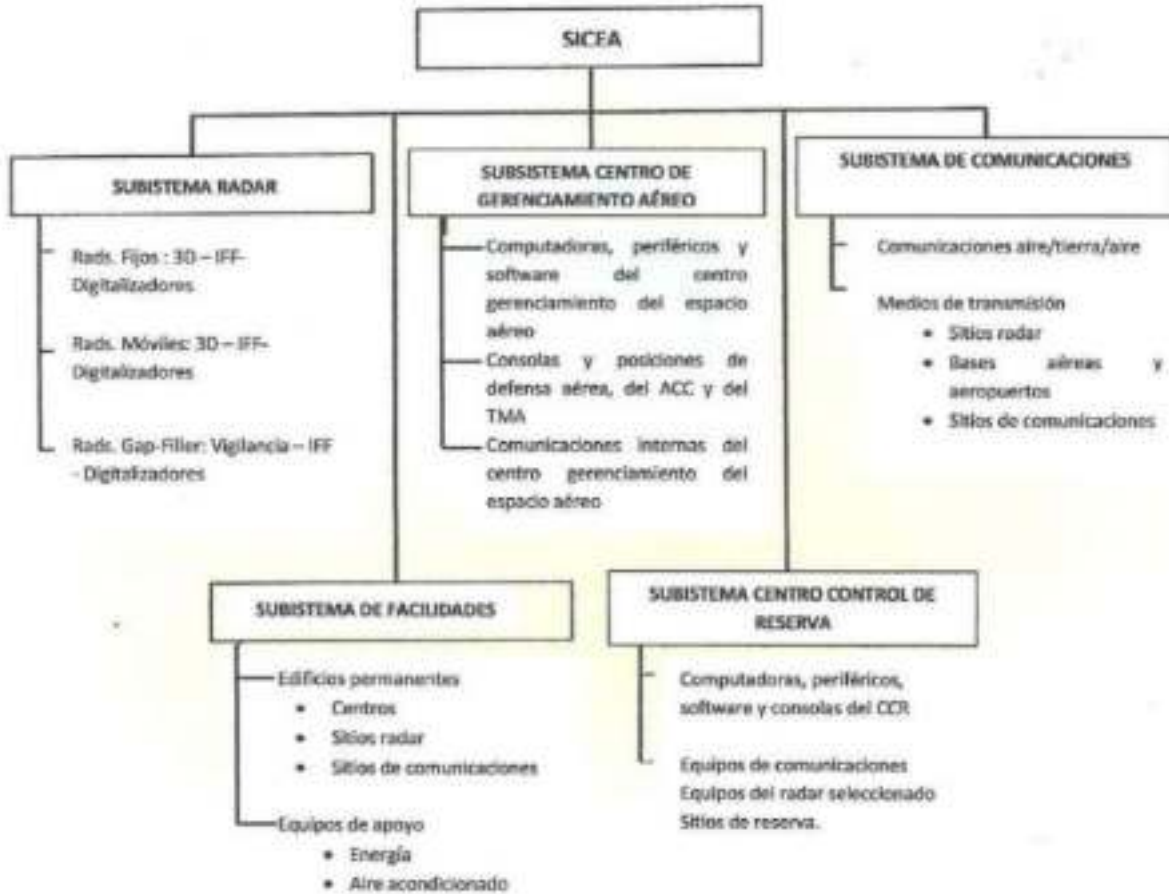 SICEA
SUBISTEMA RADAR
Rads. Fijos : 3D – IFF-
Digitalizadores
Rads. Móviles: 3D – IFF-
Digitalizadores
Rads. Gap-Filler: Vigilancia – IFF
- Digitalizadores
SUBSISTEMA CENTRO DE
GERENCIAMIENTO AÉREO
Computadoras, periféricos y
software del centro
gerenciamiento del espacio
aéreo
Consolas y posiciones de
defensa aérea, del ACC y del
TMA
Comunicaciones internas del
centro gerenciamiento del
espacio aéreo
SUBISTEMA DE COMUNICACIONES
Comunicaciones aire/tierra/aire
Medios de transmisión
• Sitios radar
• Bases aéreas y
aeropuertos
• Sitios de comunicaciones
SUBISTEMA DE FACILIDADES
Edificios permanentes
• Centros
• Sitios radar
• Sitios de comunicaciones
Equipos de apoyo
• Energía
• Aire acondicionado
SUBISTEMA CENTRO CONTROL DE
RESERVA
Computadoras, periféricos,
software y consolas del CCR
Equipos de comunicaciones
Equipos del radar seleccionado
Sitios de reserva.